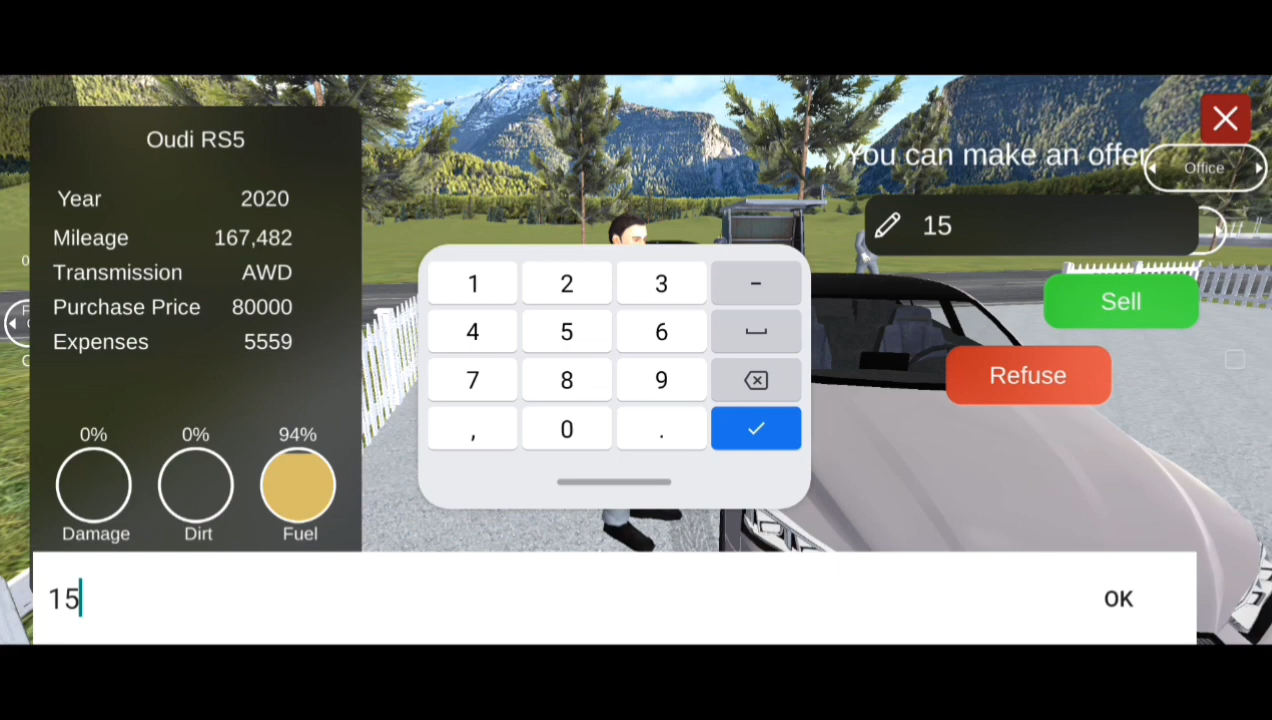 Oudi RS5
Year 2020
Mileage 167,482
Transmission AWD
Purchase Price 80000
Expenses 5559
0% 0% 94%
Damage Dirt Fuel
You can make an offer
Office
15
Sell
Refuse
1 2 3 -
4 5 6
7 8 9
, 0 .
15
OK